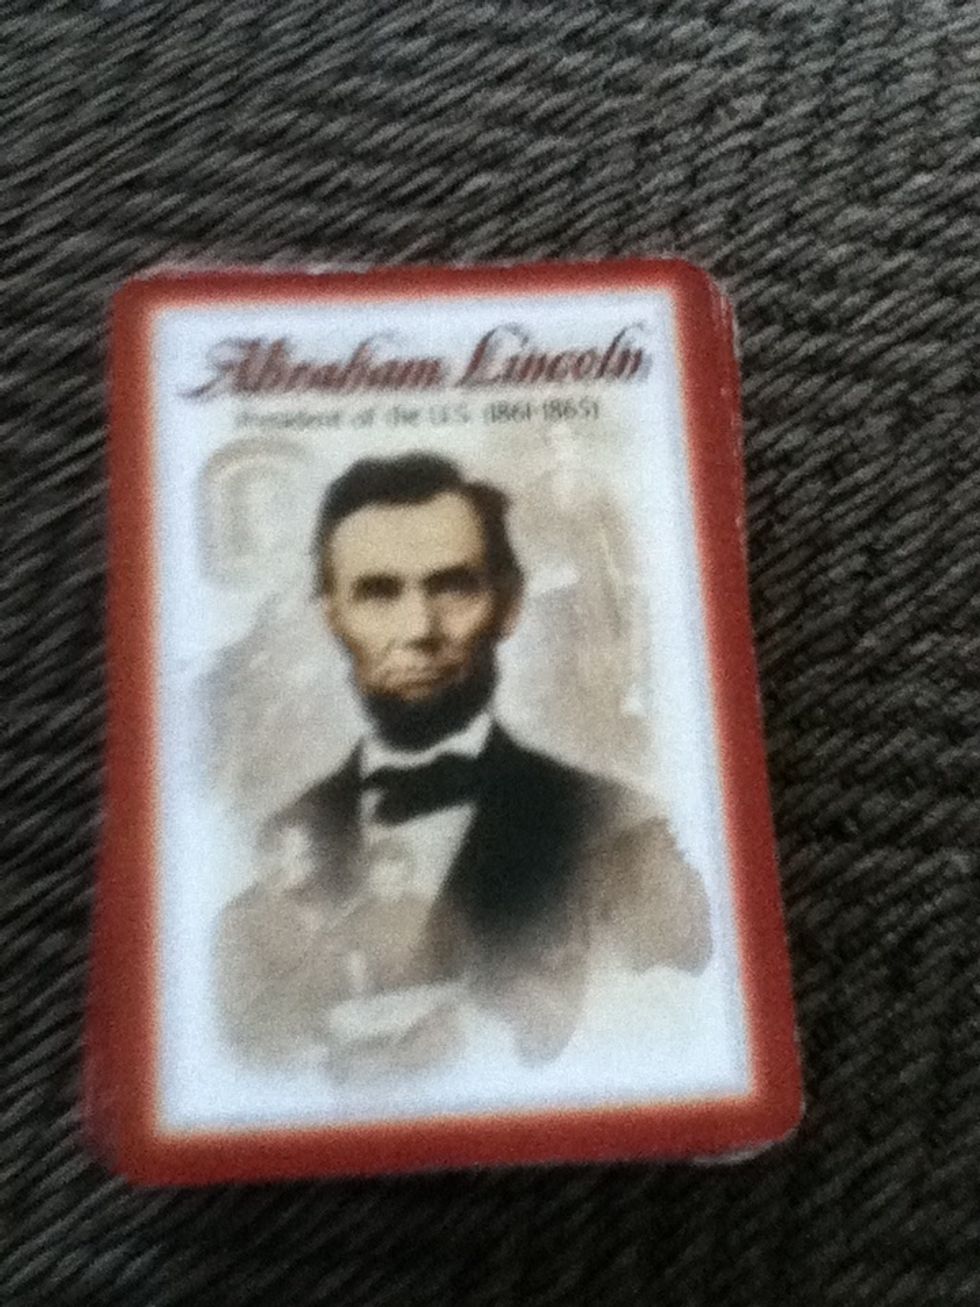 Abraham Lincoln
President of the U.S. (1861-1865)